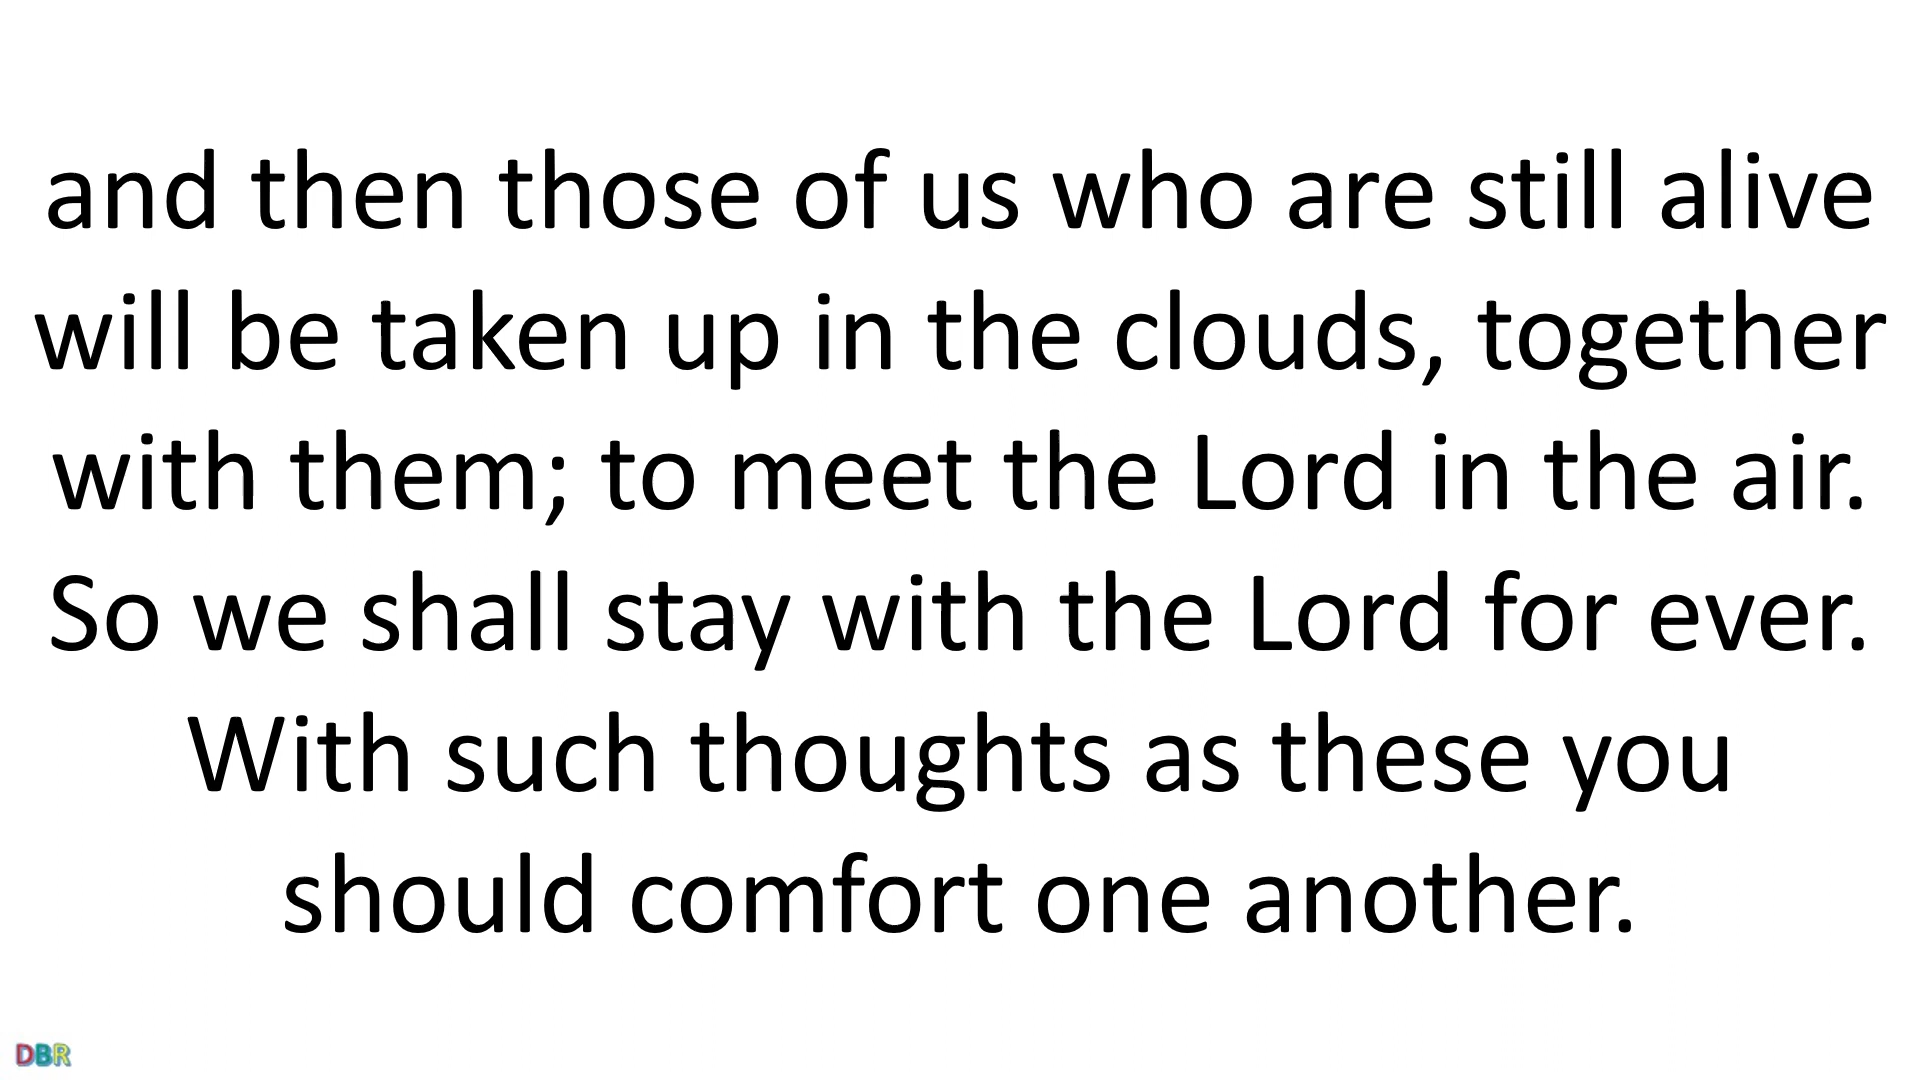 and then those of us who are still alive
will be taken up in the clouds, together
with them; to meet the Lord in the air.
So we shall stay with the Lord for ever.
With such thoughts as these you
should comfort one another.
DBR